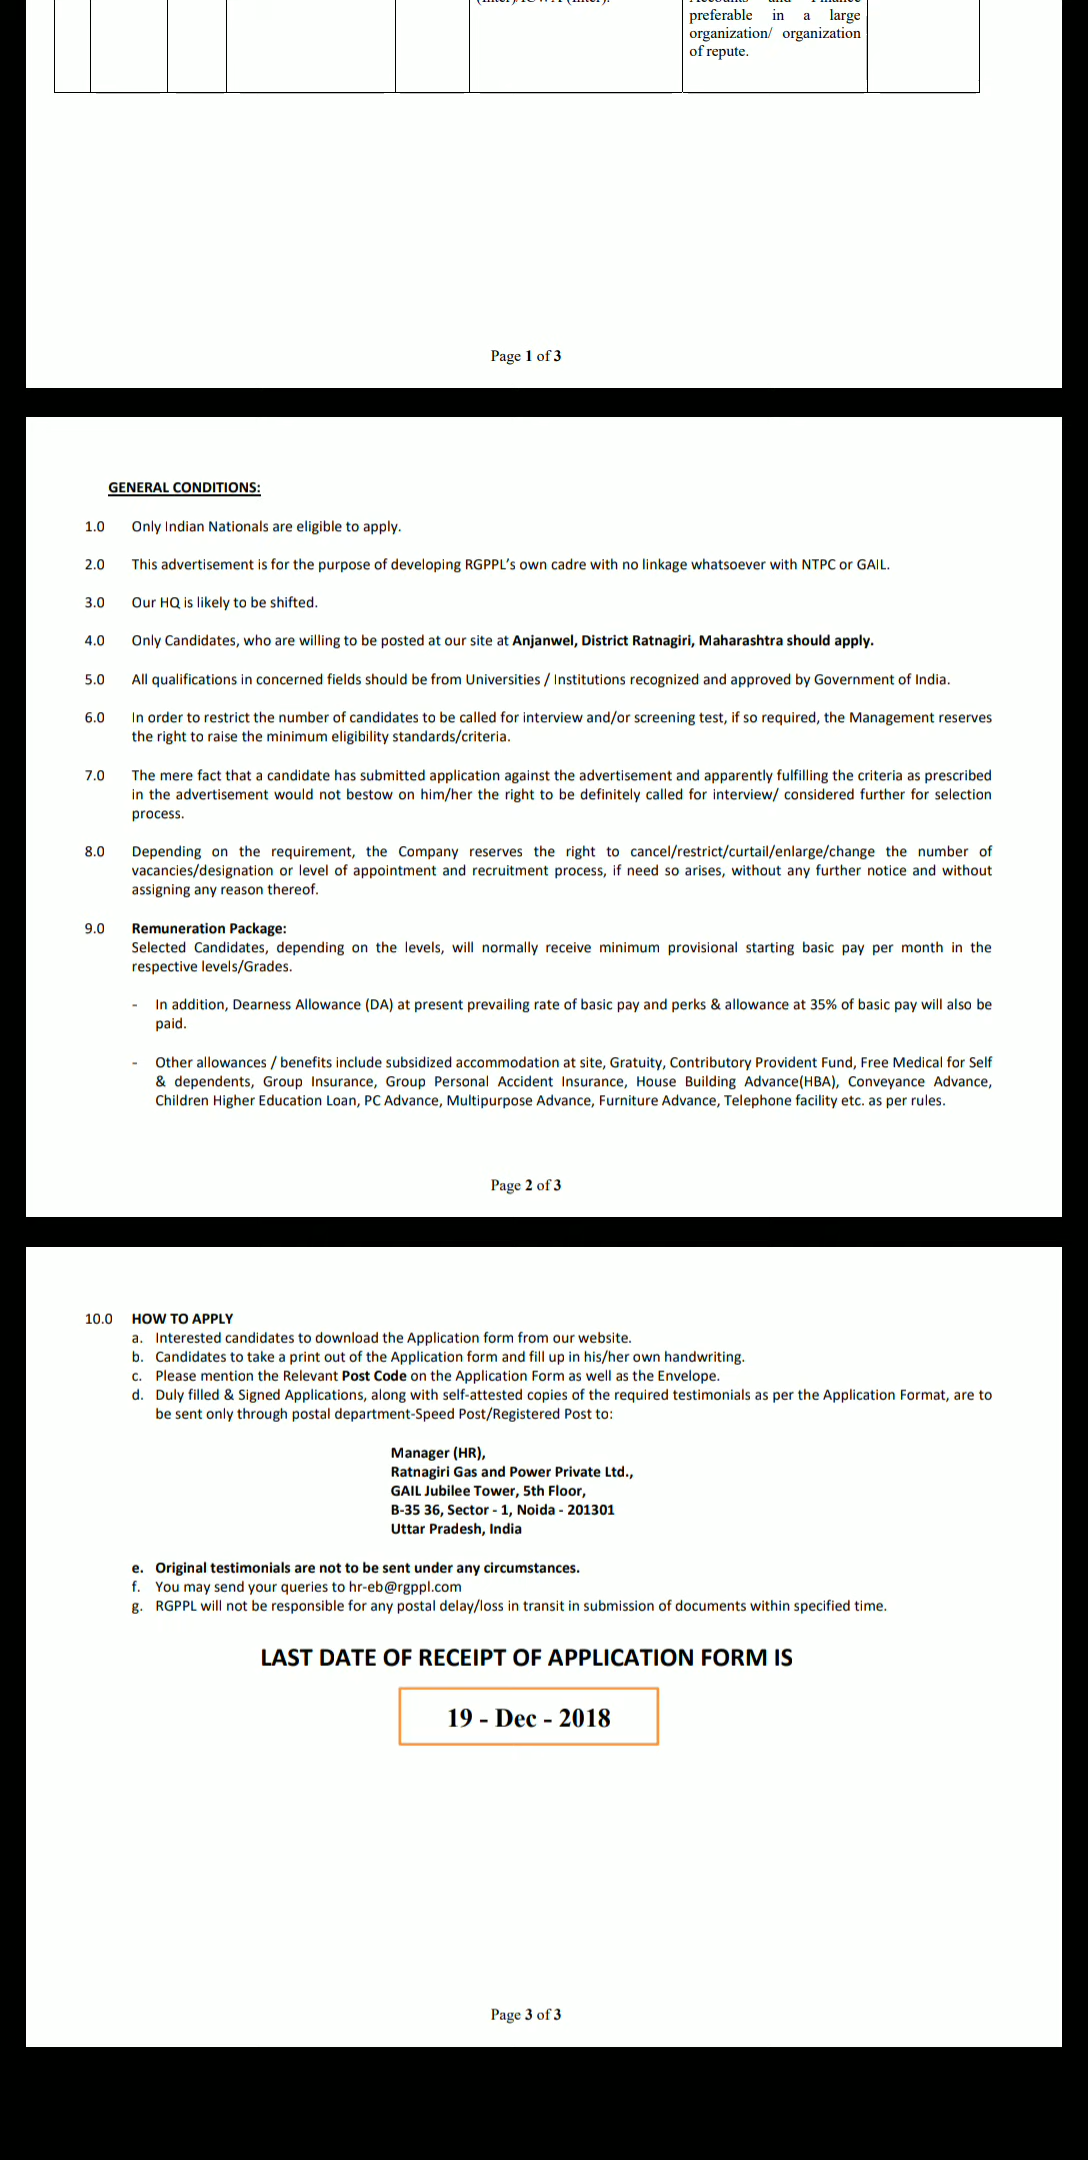 preferable in a large
organization/ organization
of repute.
Page 1 of 3
GENERAL CONDITIONS:
1.0 Only Indian Nationals are eligible to apply.
2.0 This advertisement is for the purpose of developing RGPPL's own cadre with no linkage whatsoever with NTPC or GAIL.
3.0 Our HQ is likely to be shifted.
4.0 Only Candidates, who are willing to be posted at our site at Anjanwel, District Ratnagiri, Maharashtra should apply.
5.0 All qualifications in concerned fields should be from Universities / Institutions recognized and approved by Government of India.
6.0 In order to restrict the number of candidates to be called for interview and/or screening test, if so required, the Management reserves
the right to raise the minimum eligibility standards/criteria.
7.0 The mere fact that a candidate has submitted application against the advertisement and apparently fulfilling the criteria as prescribed
in the advertisement would not bestow on him/her the right to be definitely called for interview/ considered further for selection
process.
8.0 Depending on the requirement, the Company reserves the right to cancel/restrict/curtail/enlarge/change the number of
vacancies/designation or level of appointment and recruitment process, if need so arises, without any further notice and without
assigning any reason thereof.
9.0 Remuneration Package:
Selected Candidates, depending on the levels, will normally receive minimum provisional starting basic pay per month in the
respective levels/Grades.
- In addition, Dearness Allowance (DA) at present prevailing rate of basic pay and perks & allowance at 35% of basic pay will also be
paid.
- Other allowances / benefits include subsidized accommodation at site, Gratuity, Contributory Provident Fund, Free Medical for Self
& dependents, Group Insurance, Group Personal Accident Insurance, House Building Advance(HBA), Conveyance Advance,
Children Higher Education Loan, PC Advance, Multipurpose Advance, Furniture Advance, Telephone facility etc. as per rules.
Page 2 of 3
10.0 HOW TO APPLY
a. Interested candidates to download the Application form from our website.
b. Candidates to take a print out of the Application form and fill up in his/her own handwriting.
c. Please mention the Relevant Post Code on the Application Form as well as the Envelope.
d. Duly filled & Signed Applications, along with self-attested copies of the required testimonials as per the Application Format, are to
be sent only through postal department-Speed Post/Registered Post to:
Manager (HR),
Ratnagiri Gas and Power Private Ltd.,
GAIL Jubilee Tower, 5th Floor,
B-35 36, Sector - 1, Noida - 201301
Uttar Pradesh, India
e. Original testimonials are not to be sent under any circumstances.
f. You may send your queries to hr-eb@rgppl.com
g. RGPPL will not be responsible for any postal delay/loss in transit in submission of documents within specified time.
LAST DATE OF RECEIPT OF APPLICATION FORM IS
19 - Dec - 2018
Page 3 of 3